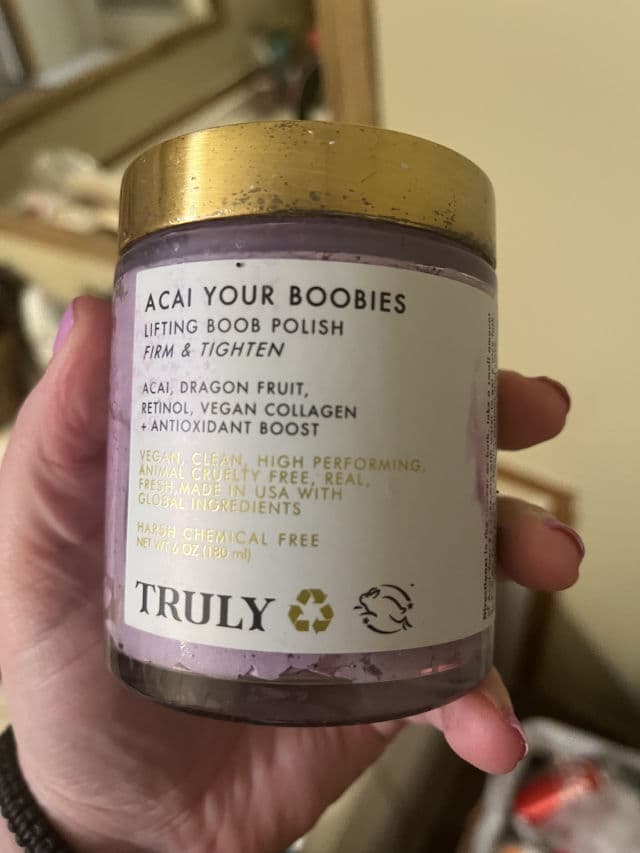 ACAI YOUR BOOBIES
LIFTING BOOB POLISH
FIRM & TIGHTEN
ACAI, DRAGON FRUIT,
RETINOL, VEGAN COLLAGEN
+ ANTIOXIDANT BOOST
VEGAN, CLEAN, HIGH PERFORMING,
ANIMAL CRUELTY FREE, REAL,
FRESH,MADE IN USA WITH
GLOBAL INGREDIENTS
HARSH CHEMICAL FREE
NET WT 6 OZ (180 ml)
TRULY